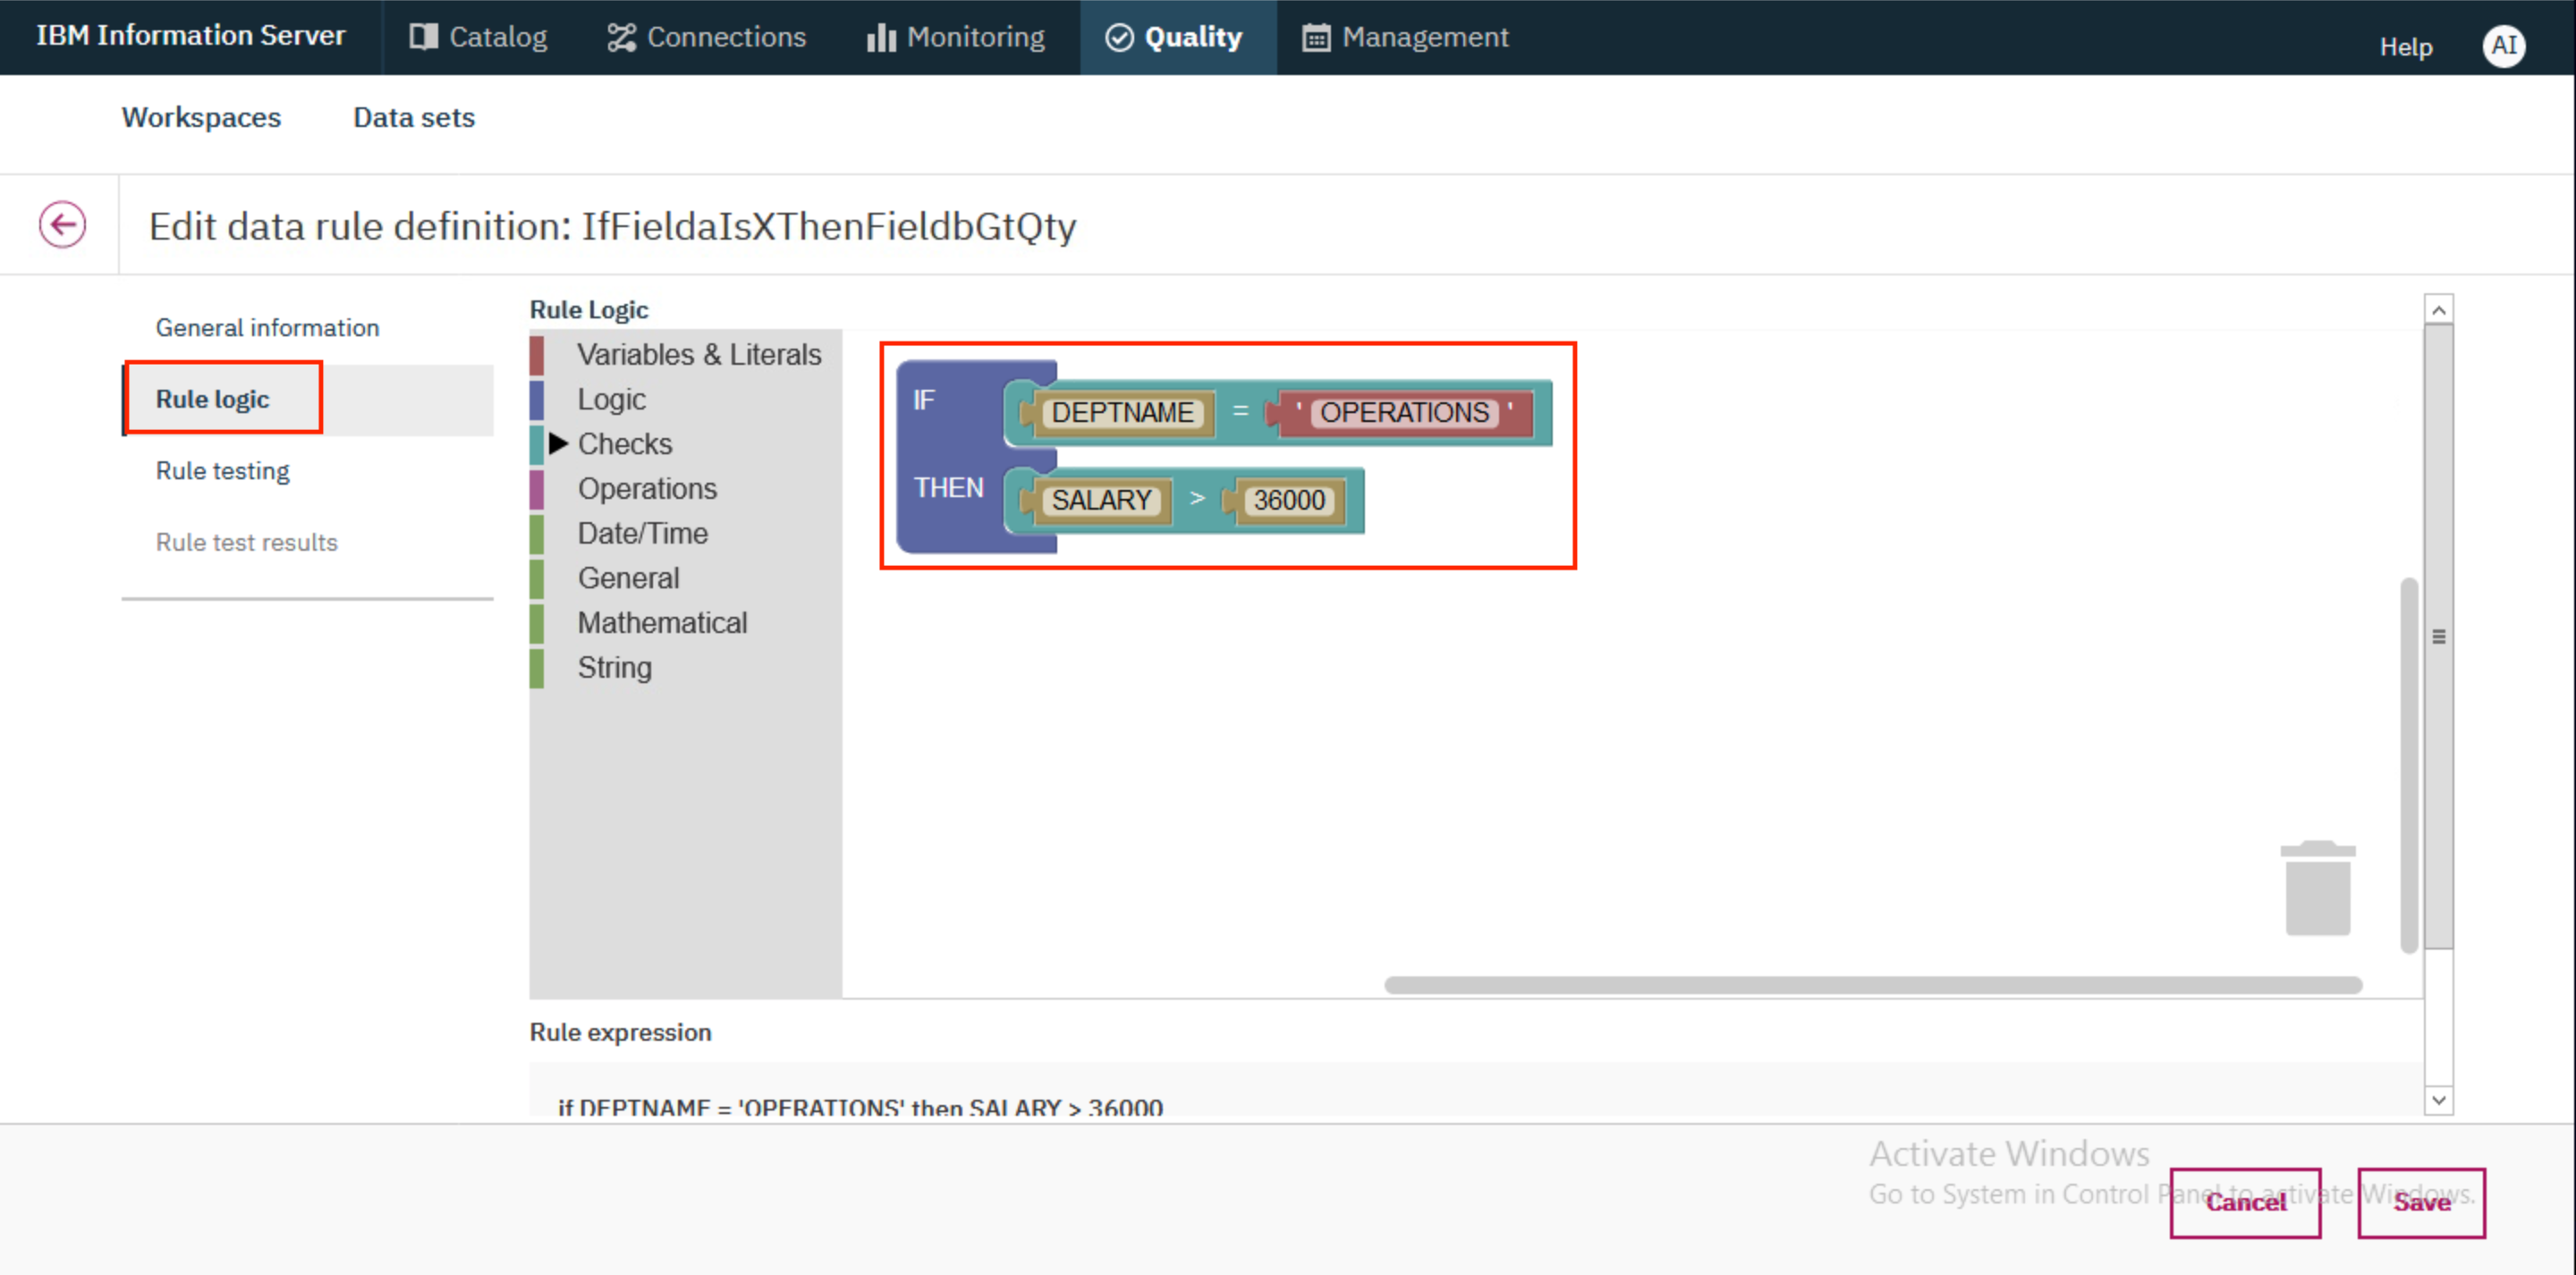 IBM Information Server Catalog Connections Monitoring Quality Management Help AI
Workspaces Data sets
Edit data rule definition: IfFieldaIsXThenFieldbGtQty
General information
Rule logic
Rule testing
Rule test results
Rule Logic
Variables & Literals
Logic
Checks
Operations
Date/Time
General
Mathematical
String
IF DEPTNAME = ' OPERATIONS '
THEN SALARY > 36000
Rule expression
if DEPTNAME = 'OPERATIONS' then SALARY > 36000
Activate Windows
Go to System in Control Panel to activate Windows.
Cancel Save